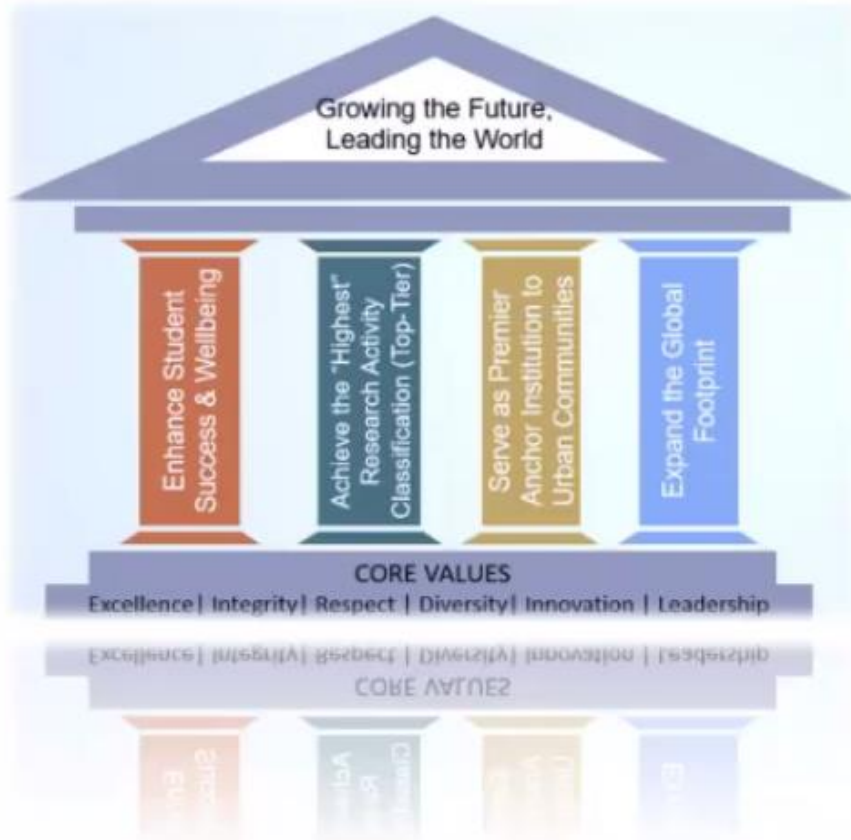 Growing the Future,
Leading the World
Enhance Student
Success & Wellbeing
Achieve the "Highest"
Research Activity
Classification (Top-Tier)
Serve as Premier
Anchor Institution to
Urban Communities
Expand the Global
Footprint
CORE VALUES
Excellence| Integrity| Respect | Diversity| Innovation | Leadership